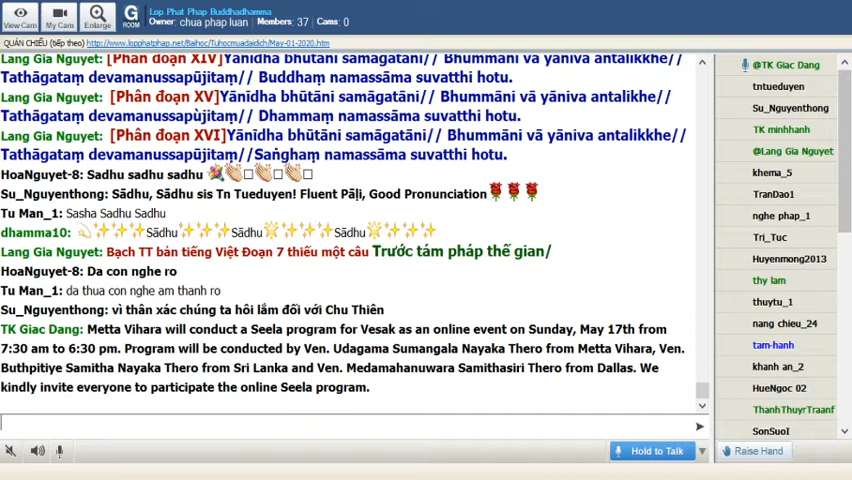 Lop Phat Phap Buddhadhamma
Owner: chua phap luan Members: 37 Cams: 0
View Cam
My Cam
Enlarge
G
ROOM
QUÁN CHIẾU (tiếp theo) http://www.lopphatphap.net/Baihoc/Tuhocmuadaidich/May-01-2020.htm
Lang Gia Nguyet: [Phân đoạn XIV]Yānīdha bhūtāni samāgatāni// Bhummāni vā yāniva antalikhe//
Tathāgataṃ devamanussapūjitaṃ// Buddhaṃ namassāma suvatthi hotu.
Lang Gia Nguyet: [Phân đoạn XV]Yānīdha bhūtāni samāgatāni// Bhummāni vā yāniva antalikhe//
Tathāgataṃ devamanussapùjitaṃ// Dhammaṃ namassāma suvatthi hotu.
Lang Gia Nguyet: [Phân đoạn XVI]Yānīdha bhūtāni samāgatāni// Bhummāni vā yāniva antalikkhe//
Tathāgataṃ devamanussapūjitaṃ//Saṅghaṃ namassāma suvatthi hotu.
HoaNguyet-8: Sadhu sadhu sadhu
Su_Nguyenthong: Sādhu, Sādhu sis Tn Tueduyen! Fluent Pāḷi, Good Pronunciation
Tu Man_1: Sasha Sadhu Sadhu
dhamma10: Sādhu Sādhu Sādhu
Lang Gia Nguyet: Bạch TT bản tiếng Việt Đoạn 7 thiếu một câu Trước tám pháp thế gian/
HoaNguyet-8: Da con nghe ro
Tu Man_1: da thua con nghe am thanh ro
Su_Nguyenthong: vì thân xác chúng ta hôi lắm đối với Chu Thiên
TK Giac Dang: Metta Vihara will conduct a Seela program for Vesak as an online event on Sunday, May 17th from
7:30 am to 6:30 pm. Program will be conducted by Ven. Udagama Sumangala Nayaka Thero from Metta Vihara, Ven.
Buthpitiye Samitha Nayaka Thero from Sri Lanka and Ven. Medamahanuwara Samithasiri Thero from Dallas. We
kindly invite everyone to participate the online Seela program.
@TK Giac Dang
tntueduyen
Su_Nguyenthong
TK minhhanh
@Lang Gia Nguyet
khema_5
TranDao1
nghe phap_1
Tri_Tuc
Huyenmong2013
thy lam
thuytu_1
nang chieu_24
tam-hanh
khanh an_2
HueNgoc 02
ThanhThuyrTraanf
SonSuoI
Hold to Talk
Raise Hand